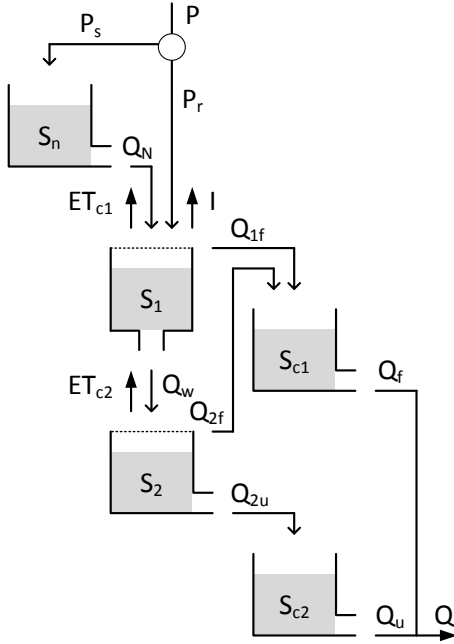 P
P_s
P_r
S_n
Q_N
ET_c1
I
Q_1f
S_1
S_c1
ET_c2
Q_w
Q_2f
Q_f
S_2
Q_2u
S_c2
Q_u
Q